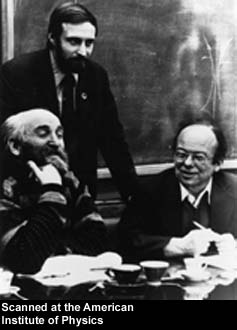 Scanned at the American
Institute of Physics